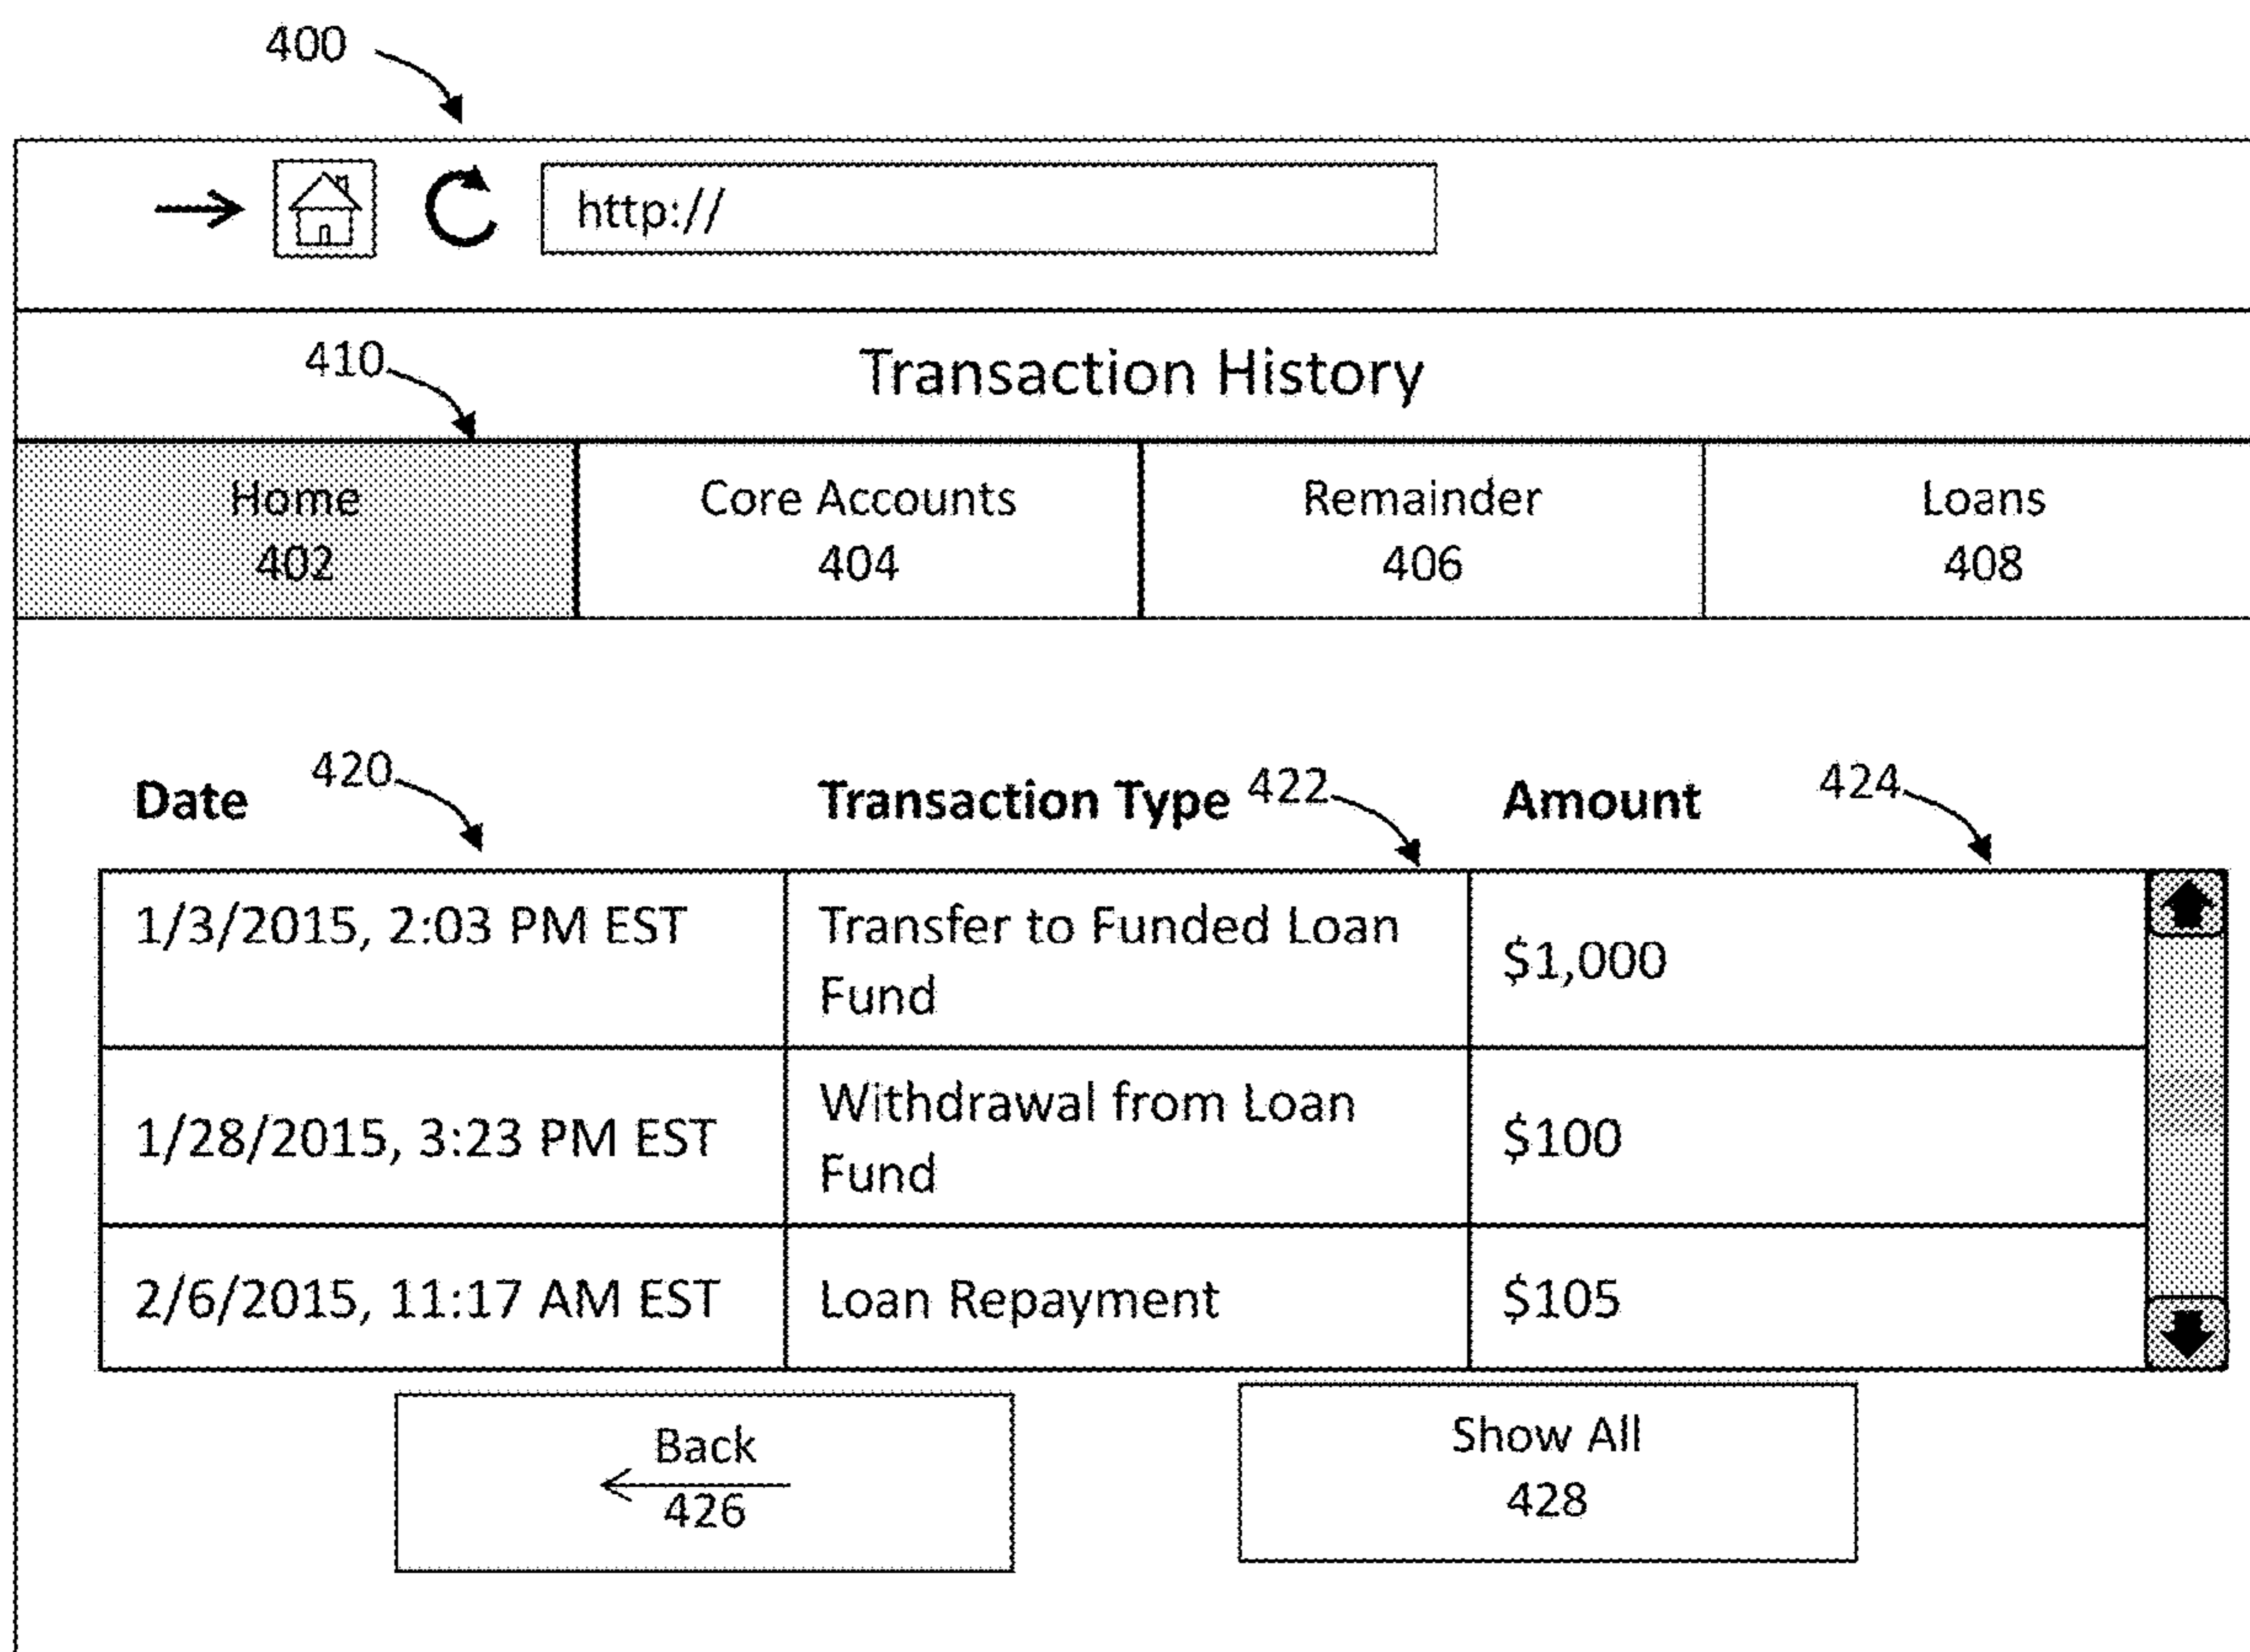 400
http://
410
Transaction History
Home
402
Core Accounts
404
Remainder
406
Loans
408
Date
420
Transaction Type
422
Amount
424
1/3/2015, 2:03 PM EST
Transfer to Funded Loan
Fund
$1,000
1/28/2015, 3:23 PM EST
Withdrawal from Loan
Fund
$100
2/6/2015, 11:17 AM EST
Loan Repayment
$105
Back
426
Show All
428